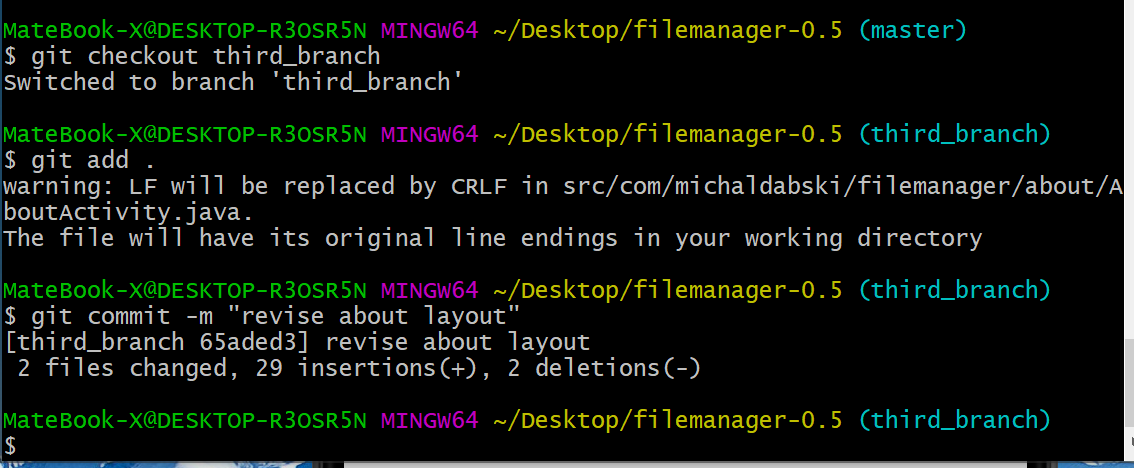 MateBook-X@DESKTOP-R3OSR5N MINGW64 ~/Desktop/filemanager-0.5 (master)
$ git checkout third_branch
Switched to branch 'third_branch'
MateBook-X@DESKTOP-R3OSR5N MINGW64 ~/Desktop/filemanager-0.5 (third_branch)
$ git add .
warning: LF will be replaced by CRLF in src/com/michaldabski/filemanager/about/A
boutActivity.java.
The file will have its original line endings in your working directory
MateBook-X@DESKTOP-R3OSR5N MINGW64 ~/Desktop/filemanager-0.5 (third_branch)
$ git commit -m "revise about layout"
[third_branch 65aded3] revise about layout
 2 files changed, 29 insertions(+), 2 deletions(-)
MateBook-X@DESKTOP-R3OSR5N MINGW64 ~/Desktop/filemanager-0.5 (third_branch)
$